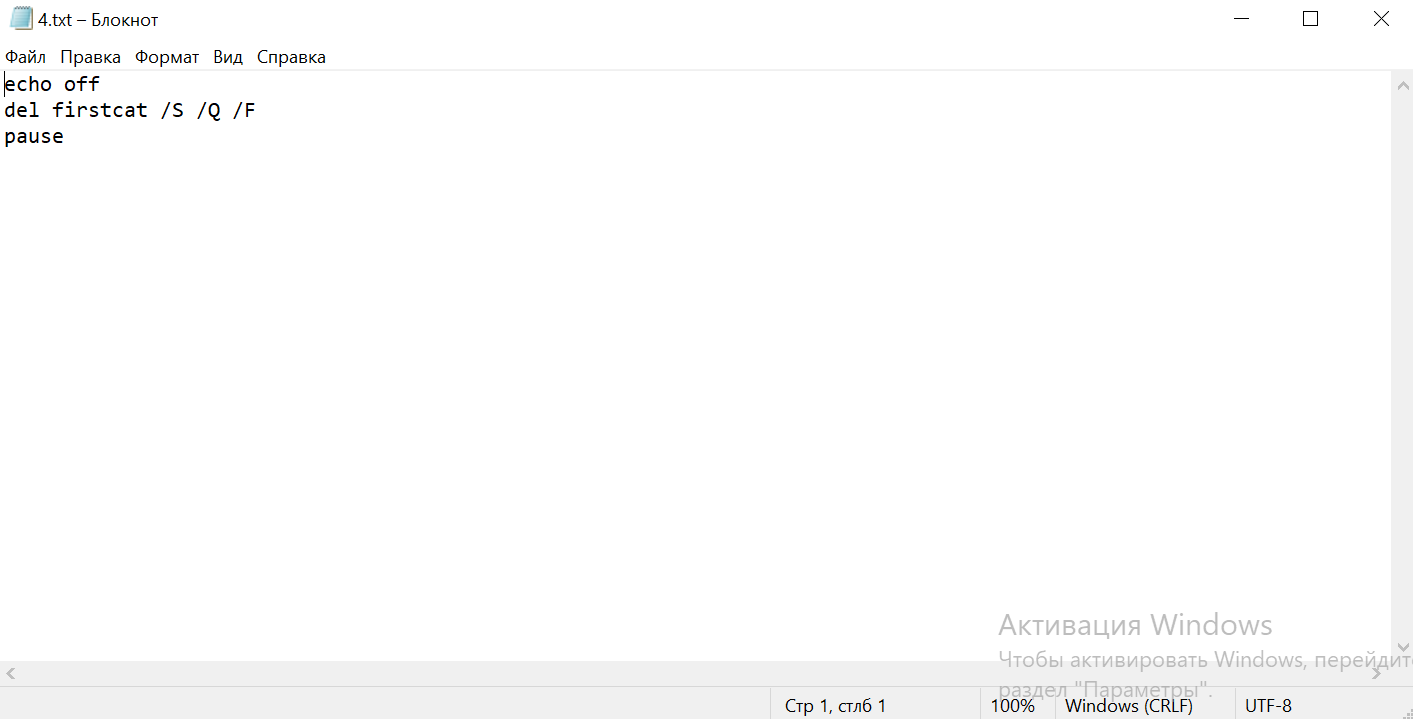 4.txt – Блокнот
Файл Правка Формат Вид Справка
echo off
del firstcat /S /Q /F
pause
Активация Windows
Чтобы активировать Windows, перейдите
раздел "Параметры".
Стр 1, стлб 1 100% Windows (CRLF) UTF-8